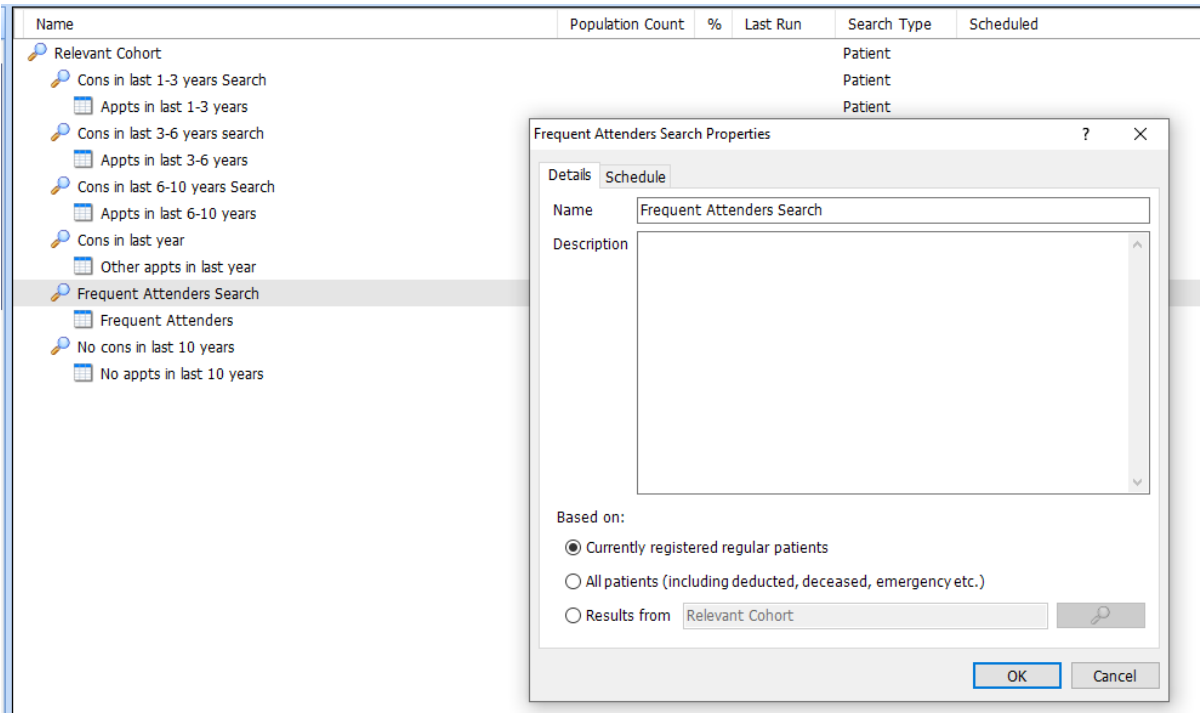 Name Population Count % Last Run Search Type Scheduled
Relevant Cohort Patient
Cons in last 1-3 years Search Patient
Appts in last 1-3 years Patient
Cons in last 3-6 years search
Appts in last 3-6 years
Cons in last 6-10 years Search
Appts in last 6-10 years
Cons in last year
Other appts in last year
Frequent Attenders Search
Frequent Attenders
No cons in last 10 years
No appts in last 10 years
Frequent Attenders Search Properties ?
Details Schedule
Name Frequent Attenders Search
Description
Based on:
Currently registered regular patients
All patients (including deducted, deceased, emergency etc.)
Results from Relevant Cohort
OK Cancel